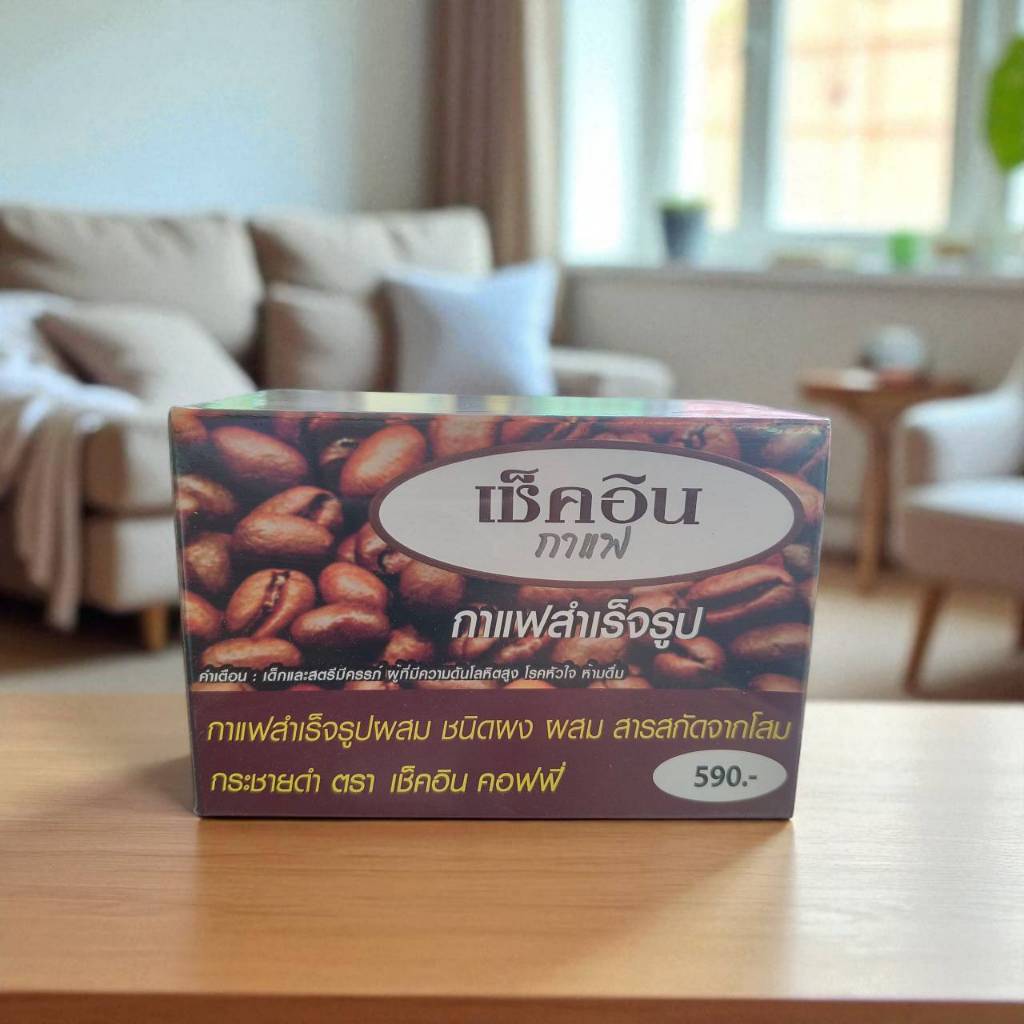 เช็คอิน
กาแฟ
กาแฟสำเร็จรูป
คำเตือน : เด็กและสตรีมีครรภ์ ผู้ที่มีความดันโลหิตสูง โรคหัวใจ ห้ามดื่ม
กาแฟสำเร็จรูปผสม ชนิดผง ผสม สารสกัดจากโสม
กระชายดำ ตรา เช็คอิน คอฟฟี่
590.-